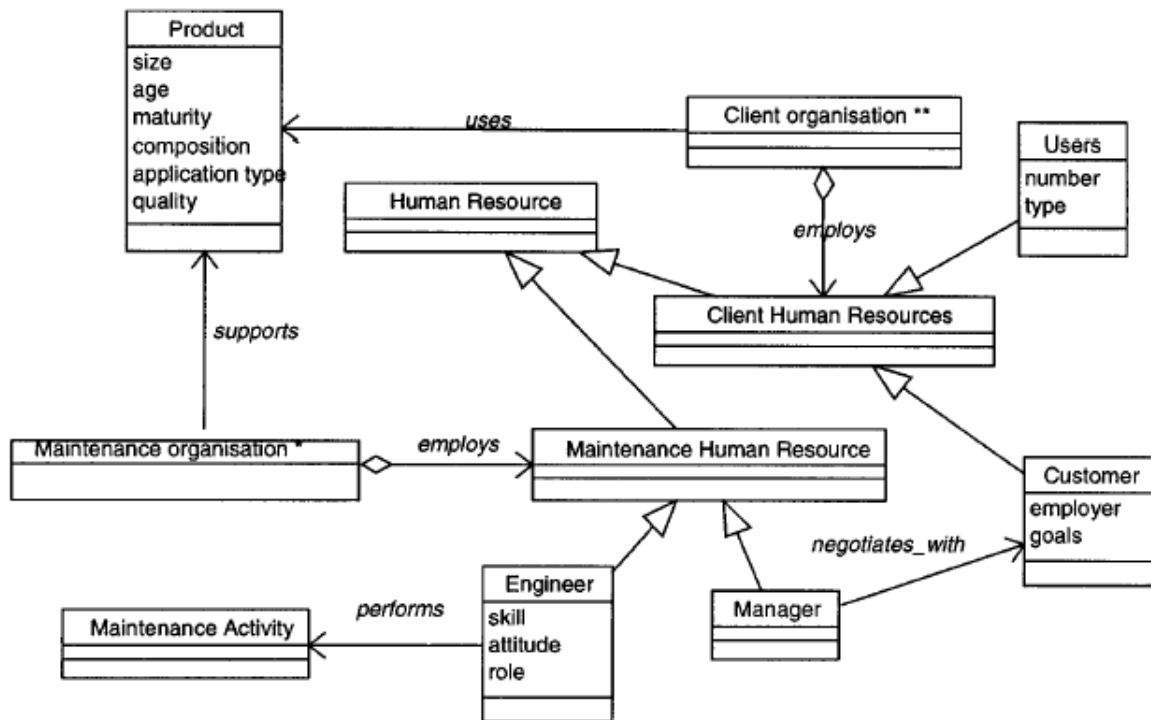 Product
size
age
maturity
composition
application type
quality
uses
Client organisation **
Users
number
type
Human Resource
employs
Client Human Resources
supports
Maintenance organisation *
employs
Maintenance Human Resource
Customer
employer
goals
negotiates_with
Engineer
skill
attitude
role
Manager
performs
Maintenance Activity